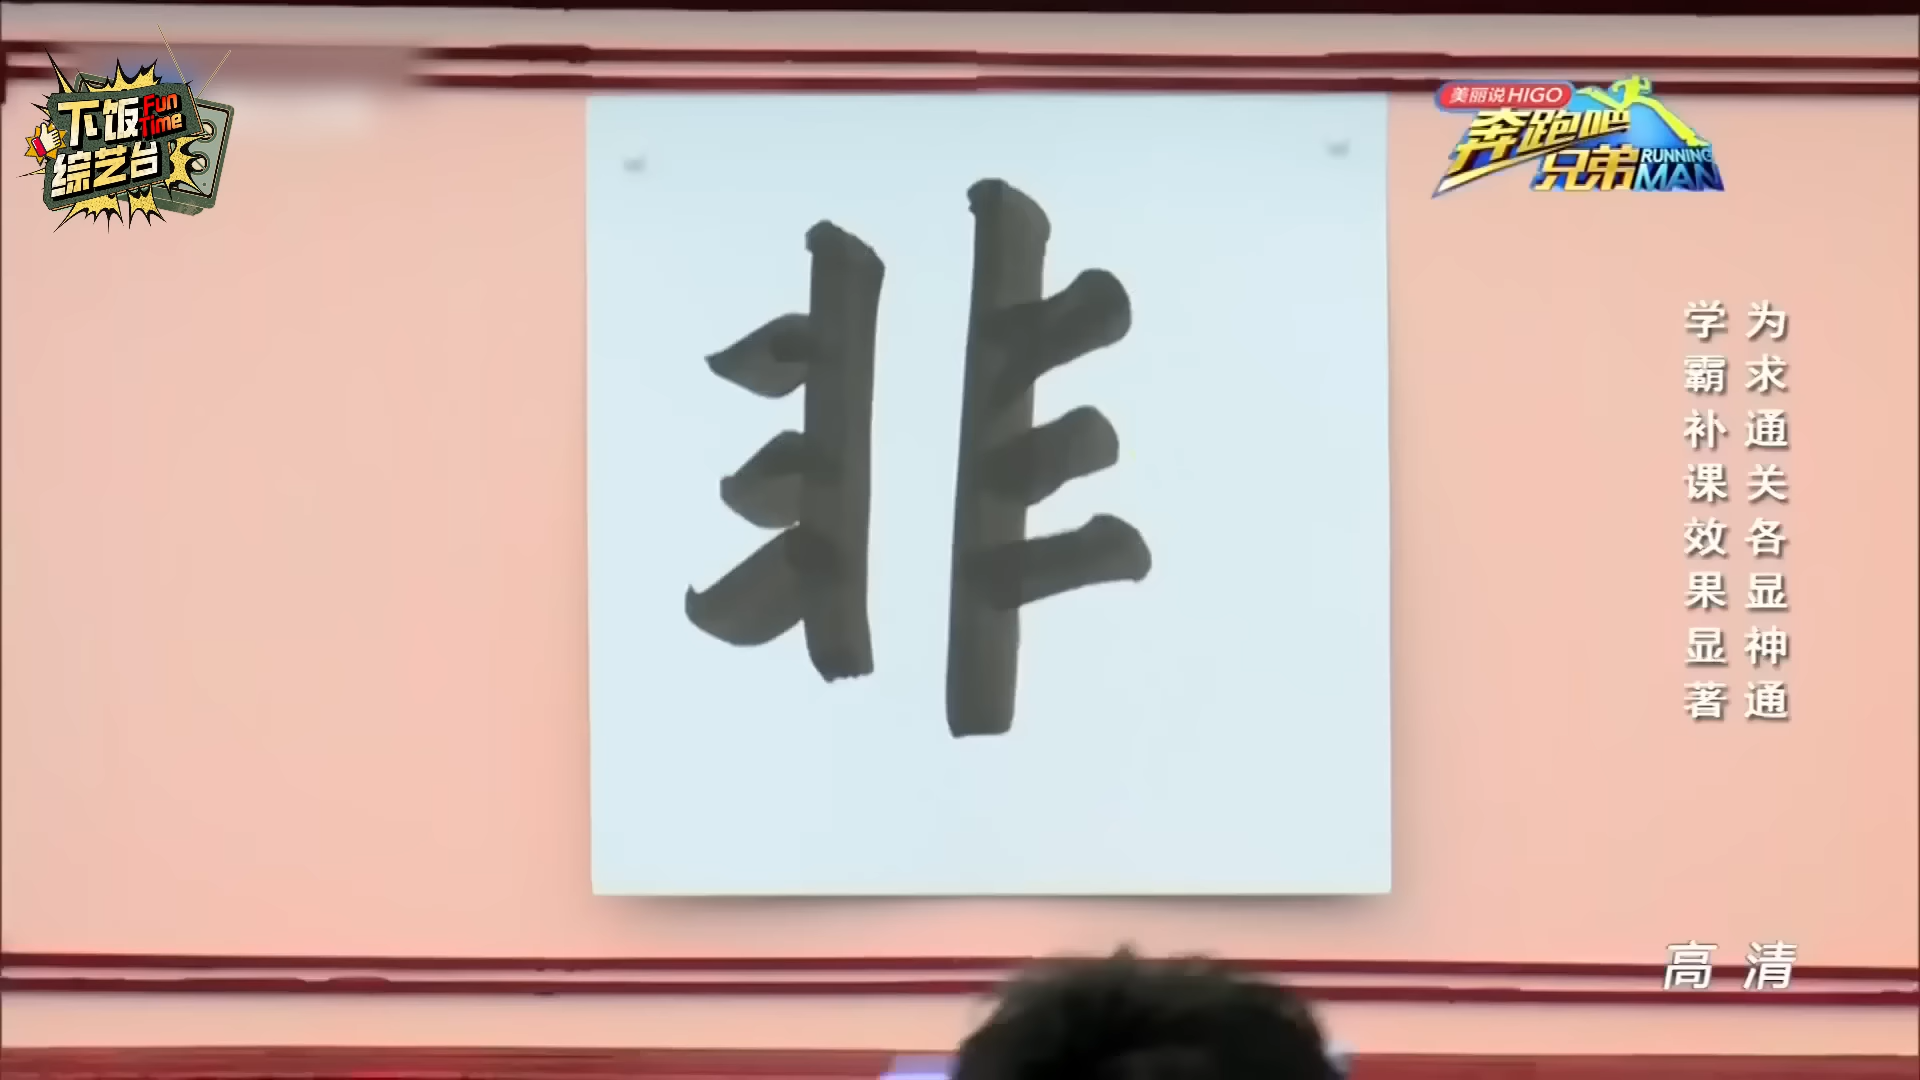 下饭 Fun Time
综艺台
美丽说HIGO
奔跑吧
兄弟 RUNNING MAN
非
为求通关各显神通
学霸补课效果显著
高清